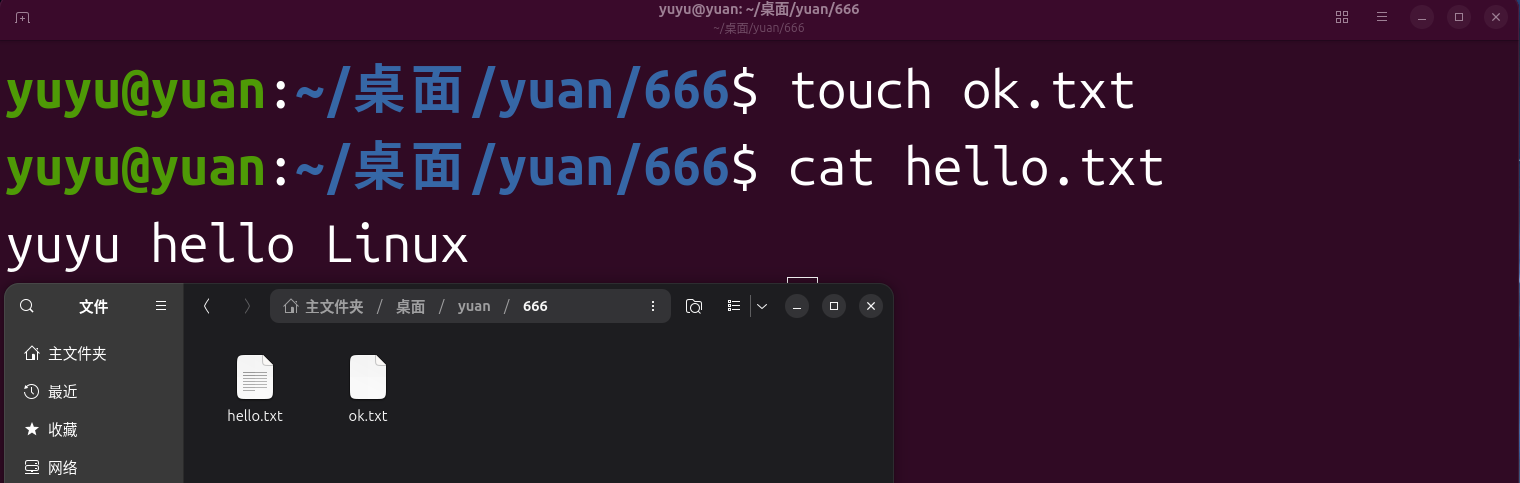 yuyu@yuan: ~/桌面/yuan/666
~/桌面/yuan/666
yuyu@yuan:~/桌面/yuan/666$ touch ok.txt
yuyu@yuan:~/桌面/yuan/666$ cat hello.txt
yuyu hello Linux
文件
主文件夹 / 桌面 / yuan / 666
主文件夹
最近
收藏
网络
hello.txt
ok.txt